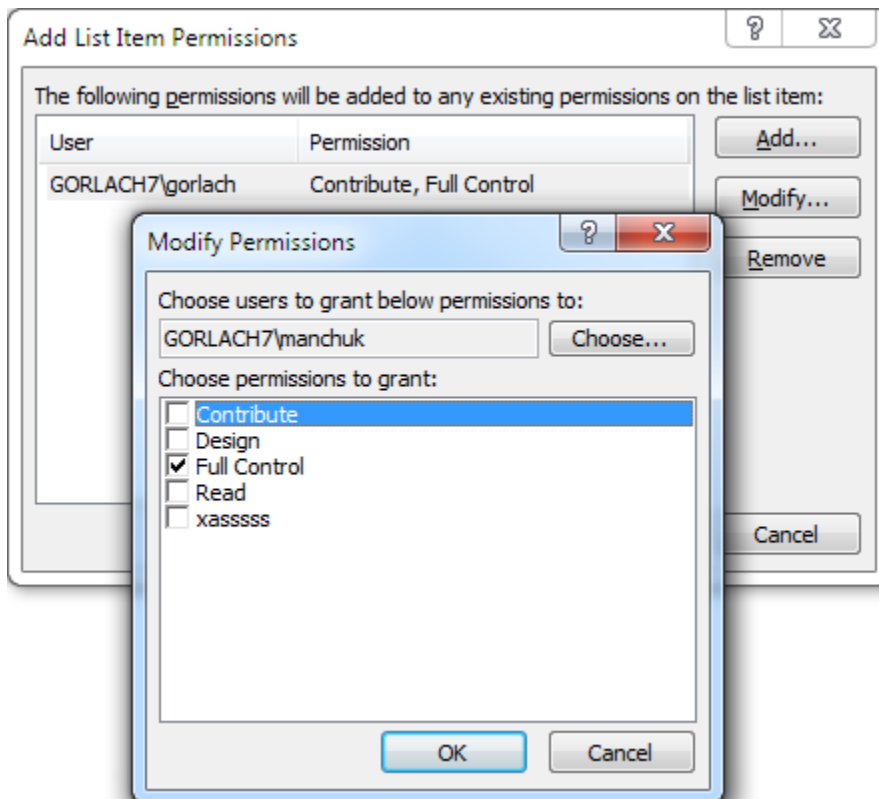 Add List Item Permissions
The following permissions will be added to any existing permissions on the list item:
User Permission
Add...
GORLACH7\gorlach Contribute, Full Control
Modify...
Remove
Cancel
Modify Permissions
Choose users to grant below permissions to:
GORLACH7\manchuk Choose...
Choose permissions to grant:
Contribute
Design
Full Control
Read
xasssss
OK Cancel